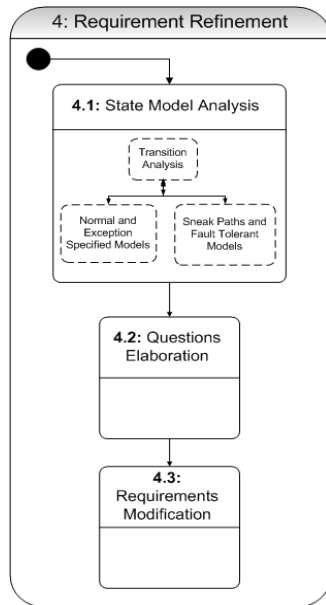 4: Requirement Refinement
4.1: State Model Analysis
Transition
Analysis
Normal and
Exception
Specified Models
Sneak Paths and
Fault Tolerant
Models
4.2: Questions
Elaboration
4.3:
Requirements
Modification